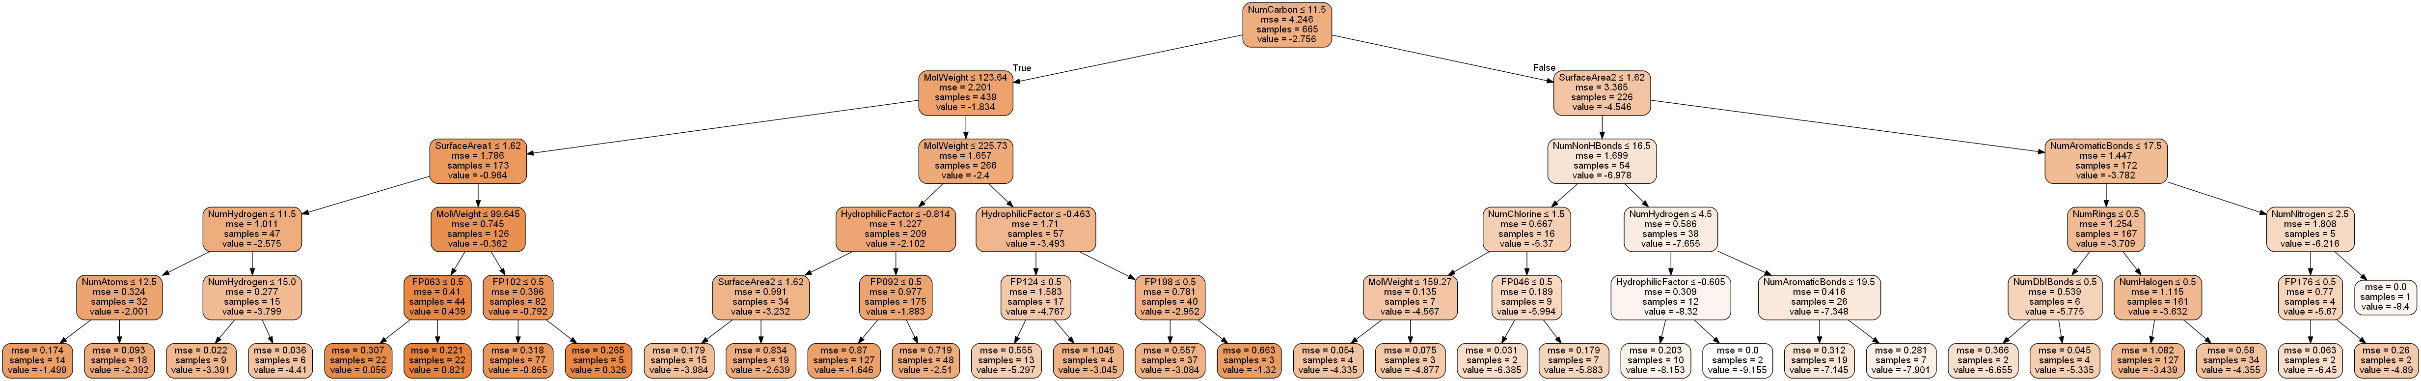 NumCarbon ≤ 11.5
mse = 4.246
samples = 665
value = -2.756
True
False
MolWeight ≤ 123.64
mse = 2.201
samples = 439
value = -1.834
SurfaceArea2 ≤ 1.62
mse = 3.365
samples = 226
value = -4.546
SurfaceArea1 ≤ 1.62
mse = 1.786
samples = 173
value = -0.964
MolWeight ≤ 225.73
mse = 1.657
samples = 266
value = -2.4
NumNonHBonds ≤ 16.5
mse = 1.699
samples = 54
value = -6.978
NumAromaticBonds ≤ 17.5
mse = 1.447
samples = 172
value = -3.782
NumHydrogen ≤ 11.5
mse = 1.011
samples = 47
value = -2.575
MolWeight ≤ 99.645
mse = 0.745
samples = 126
value = -0.362
HydrophilicFactor ≤ -0.814
mse = 1.227
samples = 209
value = -2.102
HydrophilicFactor ≤ -0.463
mse = 1.71
samples = 57
value = -3.493
NumChlorine ≤ 1.5
mse = 0.667
samples = 16
value = -5.37
NumHydrogen ≤ 4.5
mse = 0.586
samples = 38
value = -7.655
NumRings ≤ 0.5
mse = 1.254
samples = 167
value = -3.709
NumNitrogen ≤ 2.5
mse = 1.808
samples = 5
value = -6.216
NumAtoms ≤ 12.5
mse = 0.324
samples = 32
value = -2.001
NumHydrogen ≤ 15.0
mse = 0.277
samples = 15
value = -3.799
FP063 ≤ 0.5
mse = 0.41
samples = 44
value = 0.439
FP102 ≤ 0.5
mse = 0.396
samples = 82
value = -0.792
SurfaceArea2 ≤ 1.62
mse = 0.991
samples = 34
value = -3.232
FP092 ≤ 0.5
mse = 0.977
samples = 175
value = -1.883
FP124 ≤ 0.5
mse = 1.583
samples = 17
value = -4.767
FP198 ≤ 0.5
mse = 0.781
samples = 40
value = -2.952
MolWeight ≤ 159.27
mse = 0.135
samples = 7
value = -4.567
FP046 ≤ 0.5
mse = 0.189
samples = 9
value = -5.994
HydrophilicFactor ≤ -0.605
mse = 0.309
samples = 12
value = -8.32
NumAromaticBonds ≤ 19.5
mse = 0.416
samples = 26
value = -7.348
NumDblBonds ≤ 0.5
mse = 0.539
samples = 6
value = -5.775
NumHalogen ≤ 0.5
mse = 1.115
samples = 161
value = -3.632
FP176 ≤ 0.5
mse = 0.77
samples = 4
value = -5.67
mse = 0.0
samples = 1
value = -8.4
mse = 0.174
samples = 14
value = -1.499
mse = 0.093
samples = 18
value = -2.392
mse = 0.022
samples = 9
value = -3.391
mse = 0.036
samples = 6
value = -4.41
mse = 0.307
samples = 22
value = 0.056
mse = 0.221
samples = 22
value = 0.821
mse = 0.318
samples = 77
value = -0.865
mse = 0.265
samples = 5
value = 0.326
mse = 0.179
samples = 15
value = -3.984
mse = 0.834
samples = 19
value = -2.639
mse = 0.87
samples = 127
value = -1.646
mse = 0.719
samples = 48
value = -2.51
mse = 0.555
samples = 13
value = -5.297
mse = 1.045
samples = 4
value = -3.045
mse = 0.557
samples = 37
value = -3.084
mse = 0.663
samples = 3
value = -1.32
mse = 0.054
samples = 4
value = -4.335
mse = 0.075
samples = 3
value = -4.877
mse = 0.031
samples = 2
value = -6.385
mse = 0.179
samples = 7
value = -5.883
mse = 0.203
samples = 10
value = -8.153
mse = 0.0
samples = 2
value = -9.155
mse = 0.312
samples = 19
value = -7.145
mse = 0.281
samples = 7
value = -7.901
mse = 0.366
samples = 2
value = -6.655
mse = 0.045
samples = 4
value = -5.335
mse = 1.082
samples = 127
value = -3.439
mse = 0.58
samples = 34
value = -4.355
mse = 0.063
samples = 2
value = -6.45
mse = 0.26
samples = 2
value = -4.89